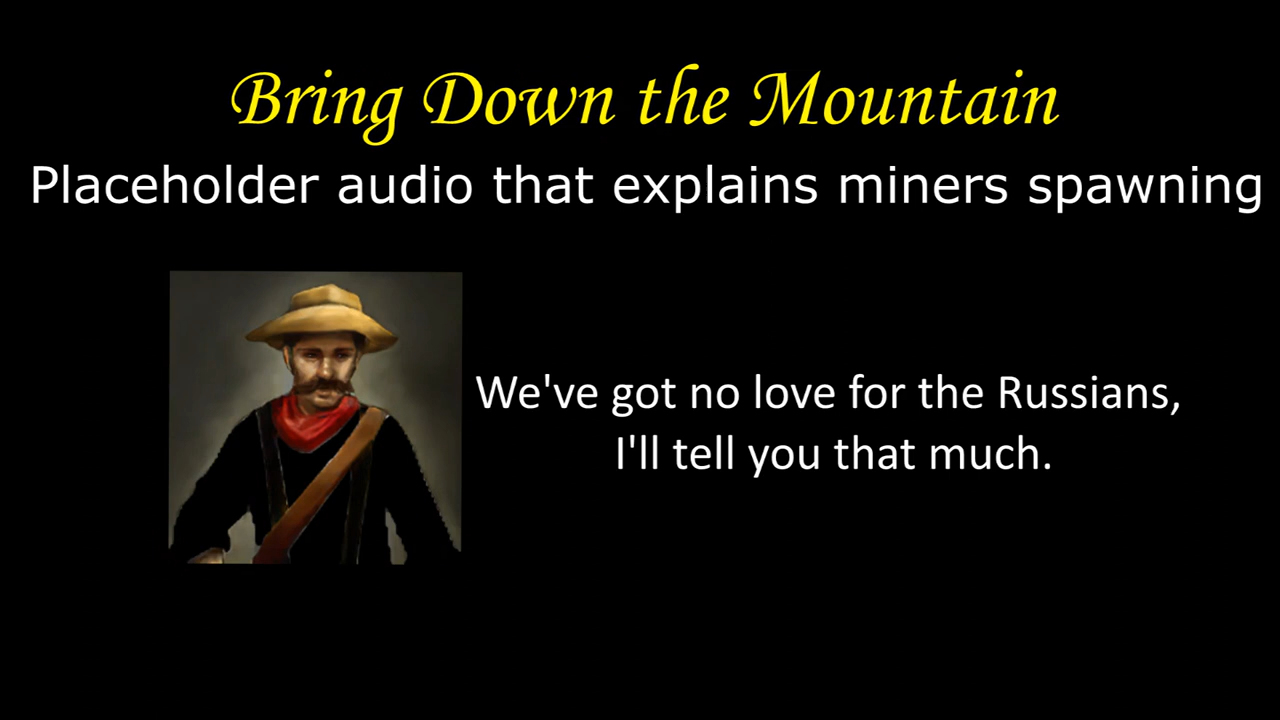 Bring Down the Mountain
Placeholder audio that explains miners spawning
We've got no love for the Russians,
I'll tell you that much.